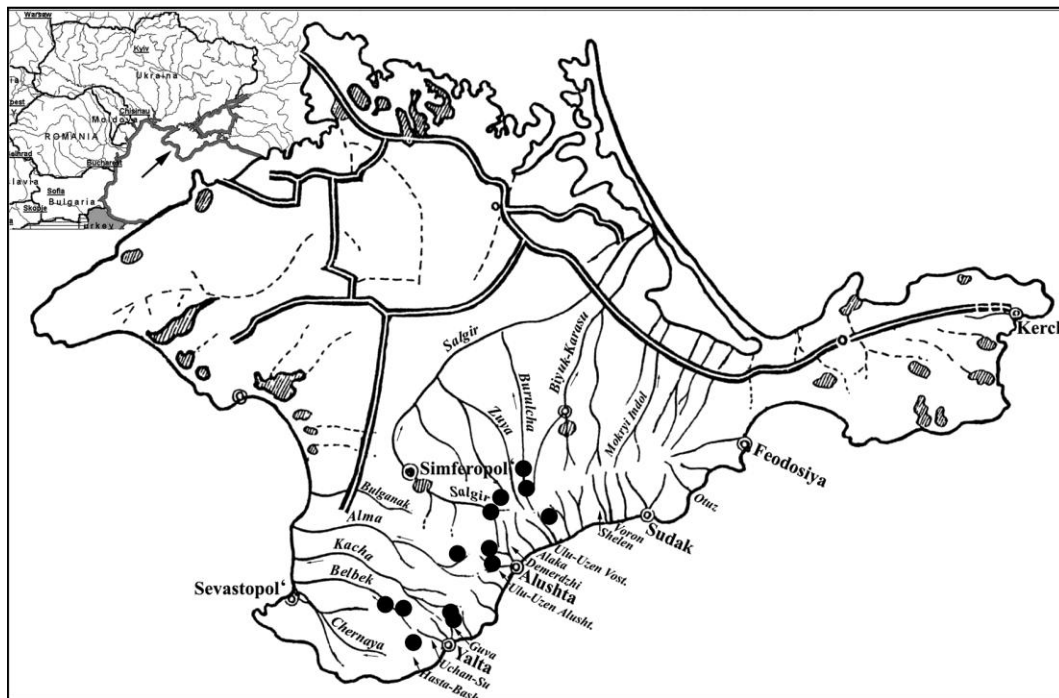 Warsaw
Kyiv
Ukraina
Chisinau
Moldova
ROMANIA
Bucharest
Sofia
Bulgaria
Skopje
Salgir
Burulcha
Biyuk-Karasu
Zuya
Mokryi Indol
Kerch
Feodosiya
Simferopol‘
Salgir
Bulganak
Otuz
Alma
Voron
Sudak
Shelen
Kacha
Ulu-Uzen Vost.
Alaka
Demerdzhi
Belbek
Alushta
Sevastopol‘
Ulu-Uzen Alusht.
Chernaya
Guva
Yalta
Uchan-Su